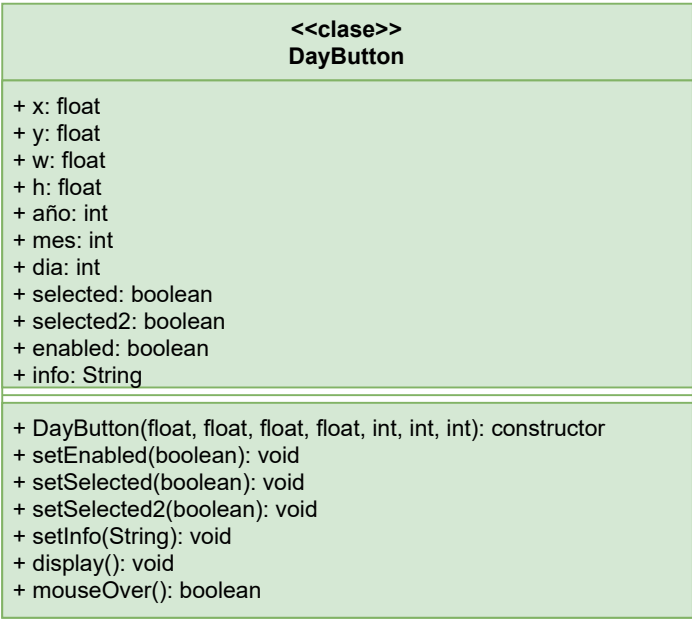 <<clase>>
DayButton
+ x: float
+ y: float
+ w: float
+ h: float
+ año: int
+ mes: int
+ dia: int
+ selected: boolean
+ selected2: boolean
+ enabled: boolean
+ info: String
+ DayButton(float, float, float, float, int, int, int): constructor
+ setEnabled(boolean): void
+ setSelected(boolean): void
+ setSelected2(boolean): void
+ setInfo(String): void
+ display(): void
+ mouseOver(): boolean